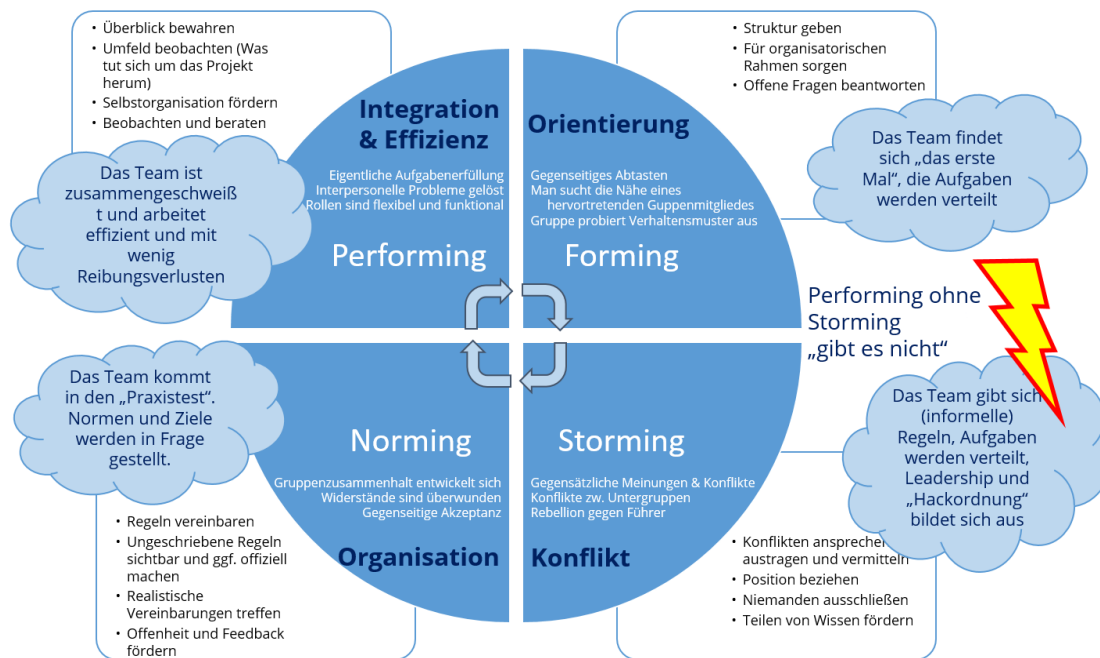 • Überblick bewahren
• Umfeld beobachten (Was
tut sich um das Projekt
herum)
• Selbstorganisation fördern
• Beobachten und beraten
Das Team ist
zusammengeschweiß
t und arbeitet
effizient und mit
wenig
Reibungsverlusten
Integration
& Effizienz
Eigentliche Aufgabenerfüllung
Interpersonelle Probleme gelöst
Rollen sind flexibel und funktional
Performing
• Struktur geben
• Für organisatorischen
Rahmen sorgen
• Offene Fragen beantworten
Orientierung
Gegenseitiges Abtasten
Man sucht die Nähe eines
hervortretenden Guppenmitgliedes
Gruppe probiert Verhaltensmuster aus
Forming
Das Team findet
sich „das erste
Mal“, die Aufgaben
werden verteilt
Performing ohne
Storming
„gibt es nicht“
Das Team kommt
in den „Praxistest“.
Normen und Ziele
werden in Frage
gestellt.
Norming
Gruppenzusammenhalt entwickelt sich
Widerstände sind überwunden
Gegenseitige Akzeptanz
Organisation
• Regeln vereinbaren
• Ungeschriebene Regeln
sichtbar und ggf. offiziell
machen
• Realistische
Vereinbarungen treffen
• Offenheit und Feedback
fördern
Storming
Gegensätzliche Meinungen & Konflikte
Konflikte zw. Untergruppen
Rebellion gegen Führer
Konflikt
Das Team gibt sich
(informelle)
Regeln, Aufgaben
werden verteilt,
Leadership und
„Hackordnung“
bildet sich aus
• Konflikten anspreche
austragen und vermitteln
• Position beziehen
• Niemanden ausschließen
• Teilen von Wissen fördern